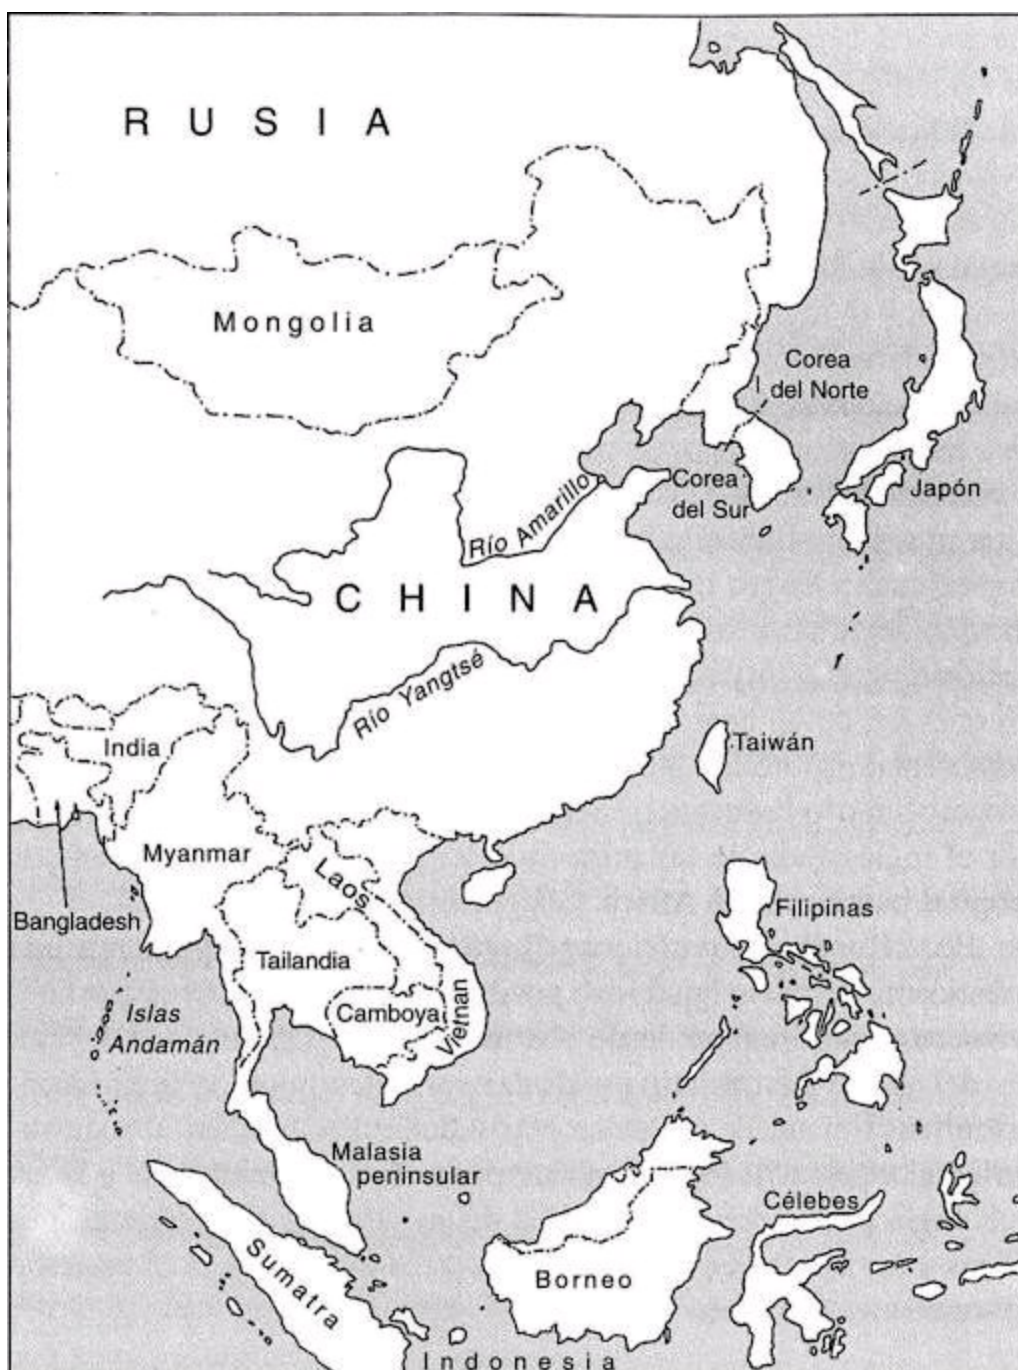 RUSIA
Mongolia
Corea
del Norte
Corea
del Sur
Japón
Río Amarillo
CHINA
Río Yangtsé
India
Taiwán
Myanmar
Laos
Bangladesh
Filipinas
Tailandia
Camboya
Vietnan
Islas
Andamán
Malasia
peninsular
Célebes
Sumatra
Borneo
Indonesia